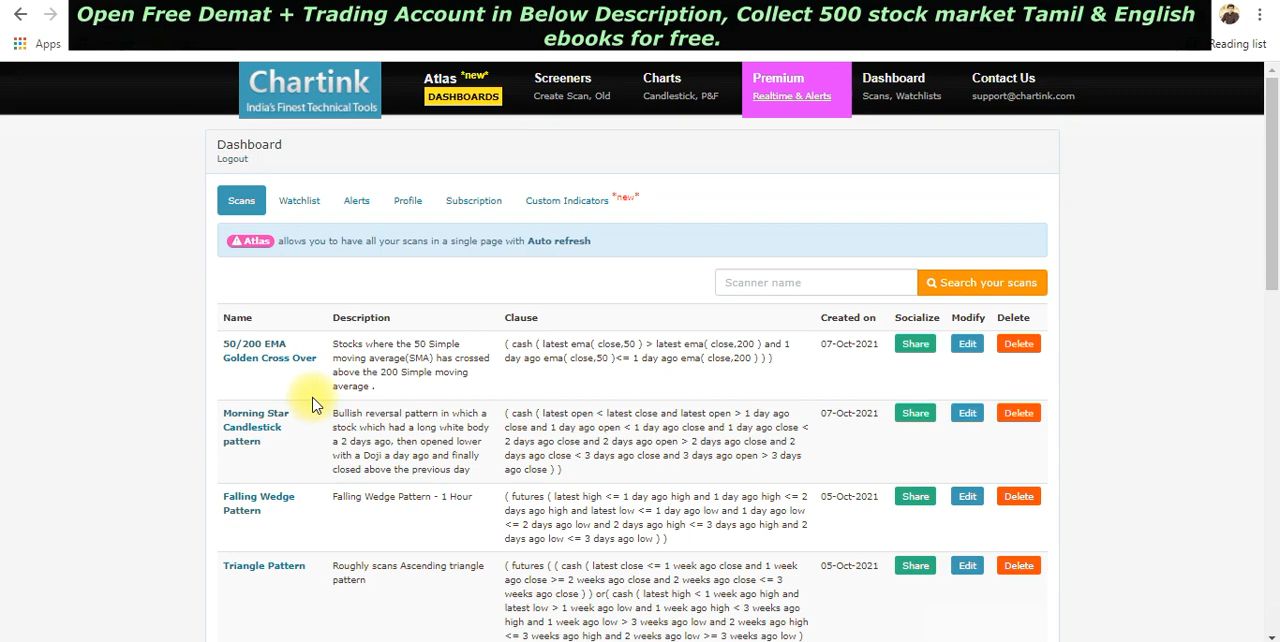 Open Free Demat + Trading Account in Below Description, Collect 500 stock market Tamil & English
ebooks for free.
Apps
Reading list
Chartink
India's Finest Technical Tools
Atlas *new*
DASHBOARDS
Screeners
Create Scan, Old
Charts
Candlestick, P&F
Premium
Realtime & Alerts
Dashboard
Scans, Watchlists
Contact Us
support@chartink.com
Dashboard
Logout
Scans Watchlist Alerts Profile Subscription Custom Indicators *new*
Atlas allows you to have all your scans in a single page with Auto refresh
Scanner name Search your scans
Name Description Clause Created on Socialize Modify Delete
50/200 EMA
Golden Cross Over
Stocks where the 50 Simple
moving average(SMA) has crossed
above the 200 Simple moving
average .
( cash ( latest ema( close,50 ) > latest ema( close,200 ) and 1
day ago ema( close,50 )<= 1 day ago ema( close,200 ) ) )
07-Oct-2021 Share Edit Delete
Morning Star
Candlestick
pattern
Bullish reversal pattern in which a
stock which had a long white body
a 2 days ago, then opened lower
with a Doji a day ago and finally
closed above the previous day
( cash ( latest open < latest close and latest open > 1 day ago
close and 1 day ago open < 1 day ago close and 1 day ago close <
2 days ago close and 2 days ago open > 2 days ago close and 2
days ago close < 3 days ago close and 3 days ago open > 3 days
ago close ) )
07-Oct-2021 Share Edit Delete
Falling Wedge
Pattern
Falling Wedge Pattern - 1 Hour
( futures ( latest high <= 1 day ago high and 1 day ago high <= 2
days ago high and latest low <= 1 day ago low and 1 day ago low
<= 2 days ago low and 2 days ago high <= 3 days ago high and 2
days ago low <= 3 days ago low ) )
05-Oct-2021 Share Edit Delete
Triangle Pattern
Roughly scans Ascending triangle
pattern
( futures ( ( cash ( latest close <= 1 week ago close and 1 week
ago close >= 2 weeks ago close and 2 weeks ago close <= 3
weeks ago close ) ) or( cash ( latest high < 1 week ago high and
latest low > 1 week ago low and 1 week ago high < 3 weeks ago
high and 1 week ago low > 3 weeks ago low and 2 weeks ago high
<= 3 weeks ago high and 2 weeks ago low >= 3 weeks ago low )
05-Oct-2021 Share Edit Delete